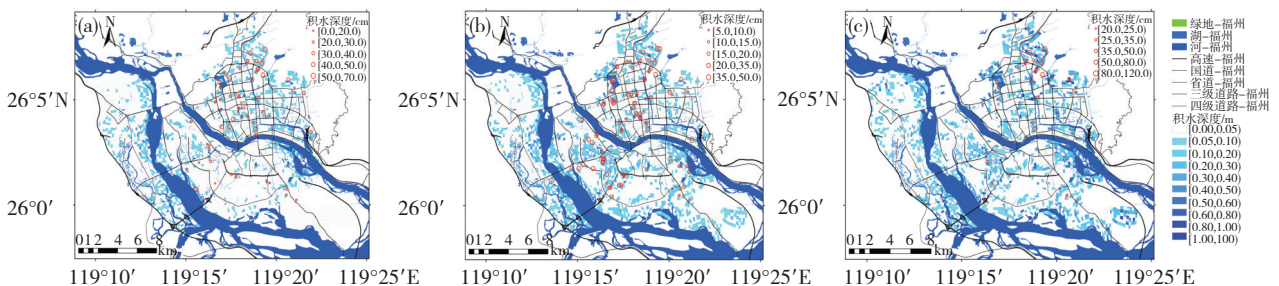 (a)
N
积水深度/cm
[0.0,20.0)
[20.0,30.0)
[30.0,40.0)
[40.0,50.0)
[50.0,70.0)
26°5′N
26°0′
012 4 6 8
km
119°10′ 119°15′ 119°20′ 119°25′E
(b)
N
积水深度/cm
[5.0,10.0)
[10.0,15.0)
[15.0,20.0)
[20.0,35.0)
[35.0,50.0)
26°5′N
26°0′
012 4 6 8
km
119°10′ 119°15′ 119°20′ 119°25′E
(c)
N
积水深度/cm
[20.0,25.0)
[25.0,35.0)
[35.0,50.0)
[50.0,80.0)
[80.0,120.0)
26°5′N
26°0′
012 4 6 8
km
119°10′ 119°15′ 119°20′ 119°25′E
绿地-福州
湖-福州
河-福州
高速-福州
国道-福州
省道-福州
三级道路-福州
四级道路-福州
积水深度/m
[0.00,0.05)
[0.05,0.10)
[0.10,0.20)
[0.20,0.30)
[0.30,0.40)
[0.40,0.50)
[0.50,0.60)
[0.60,0.80)
[0.80,1.00)
[1.00,100)